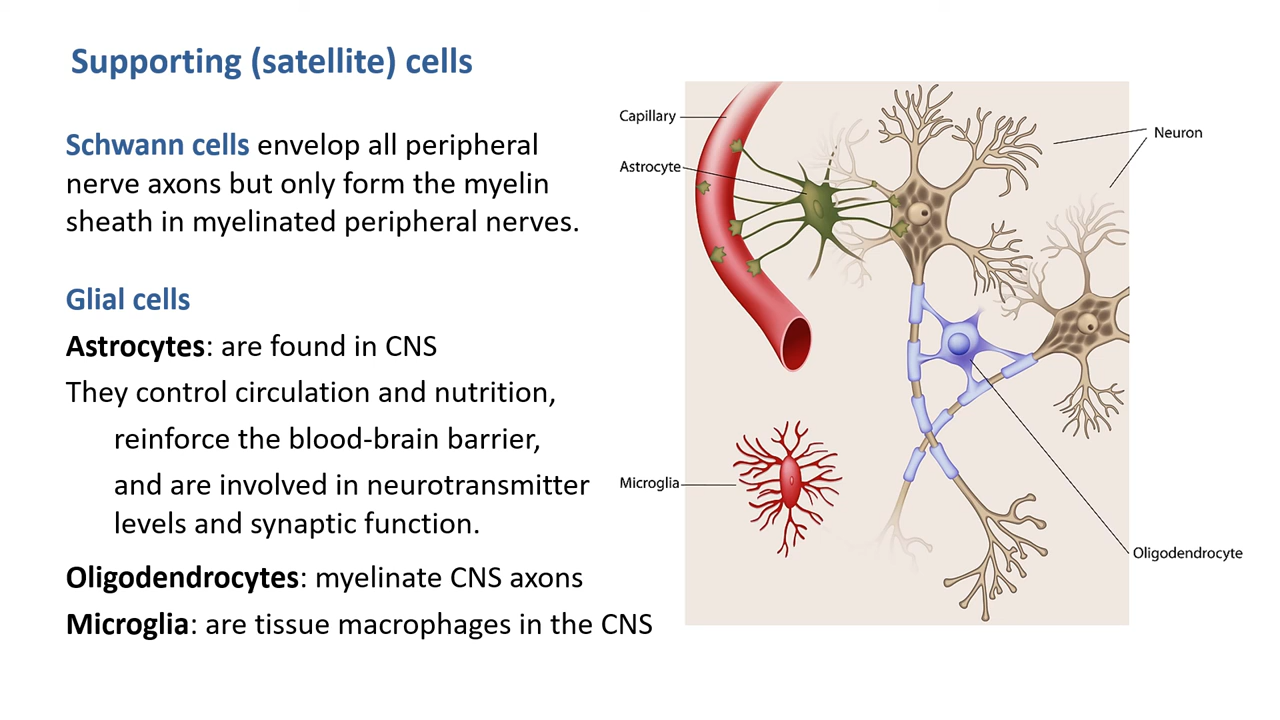 Supporting (satellite) cells
Schwann cells envelop all peripheral
nerve axons but only form the myelin
sheath in myelinated peripheral nerves.
Glial cells
Astrocytes: are found in CNS
They control circulation and nutrition,
reinforce the blood-brain barrier,
and are involved in neurotransmitter
levels and synaptic function.
Oligodendrocytes: myelinate CNS axons
Microglia: are tissue macrophages in the CNS
Capillary
Astrocyte
Neuron
Microglia
Oligodendrocyte